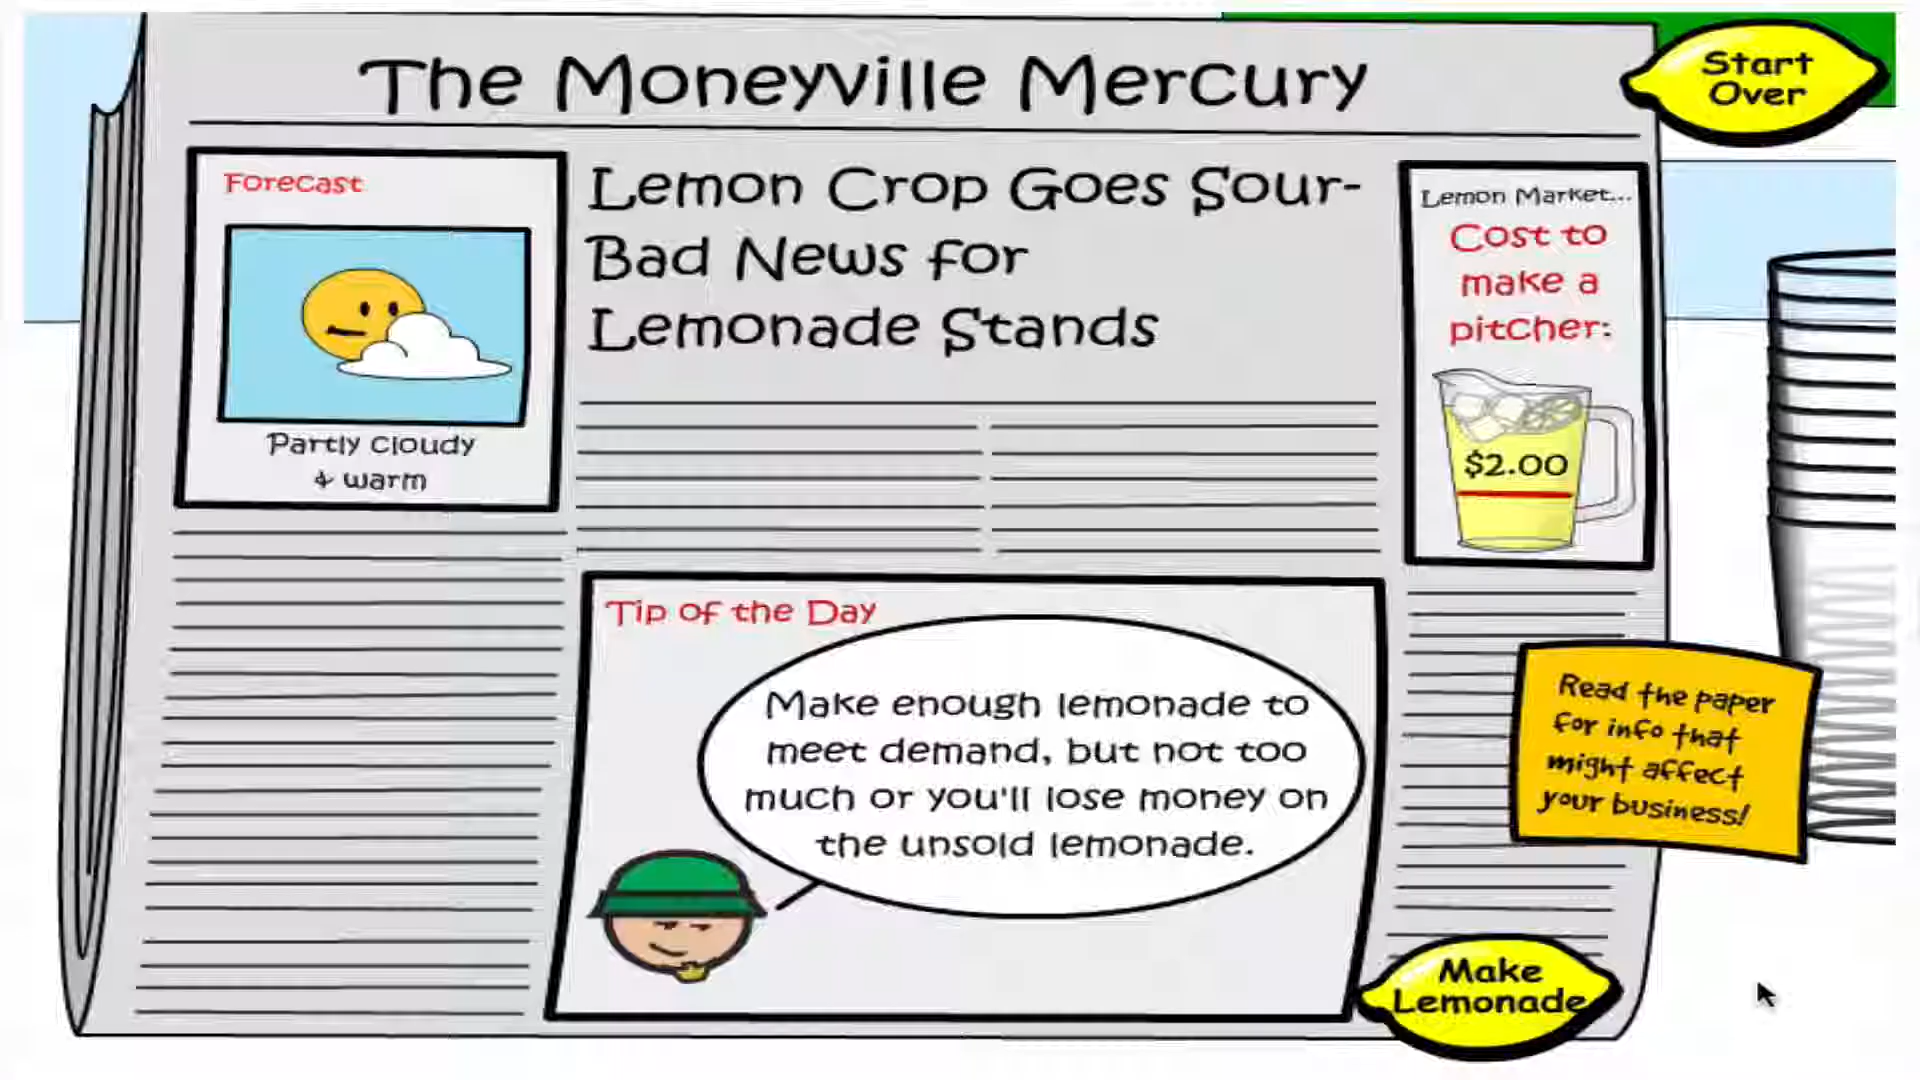 The Moneyville Mercury
Start
Over
Forecast
Partly cloudy
& warm
Lemon Crop Goes Sour-
Bad News for
Lemonade Stands
Lemon Market...
Cost to
make a
pitcher:
$2.00
Tip of the Day
Make enough lemonade to
meet demand, but not too
much or you'll lose money on
the unsold lemonade.
Read the paper
for info that
might affect
your business!
Make
Lemonade